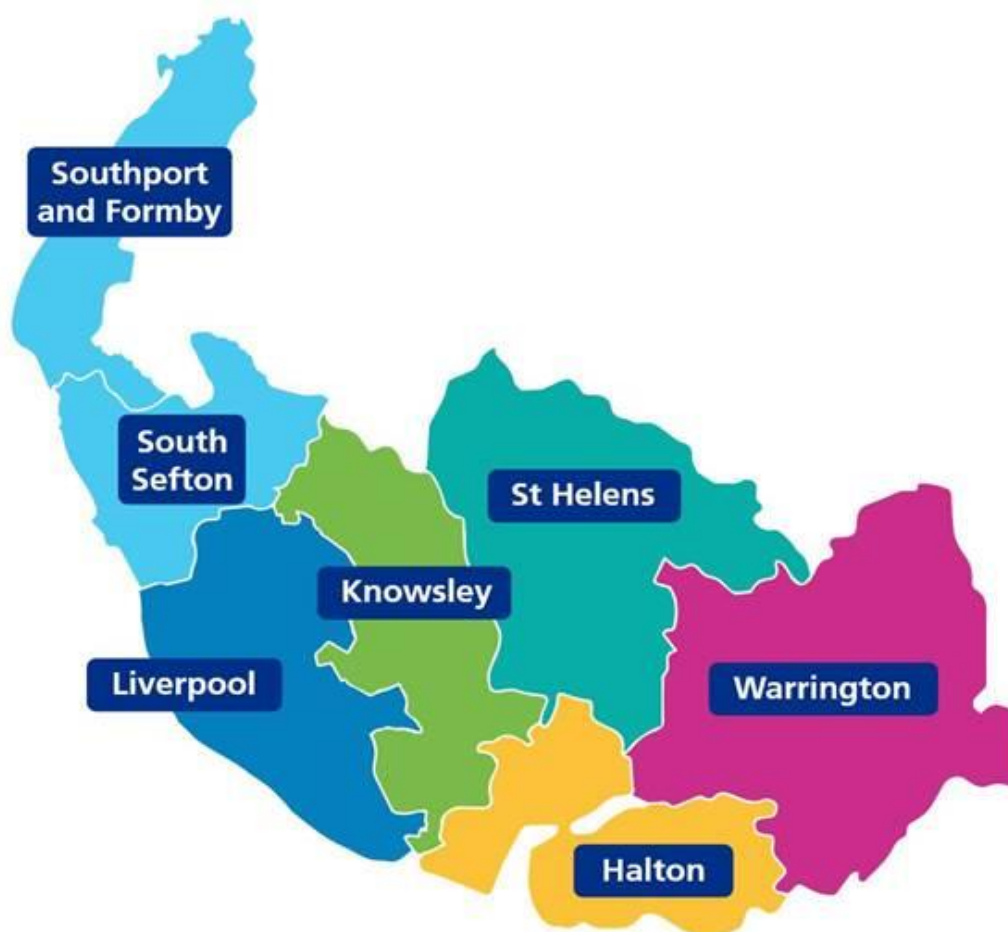 Southport
and Formby
South
Sefton
St Helens
Knowsley
Liverpool
Warrington
Halton